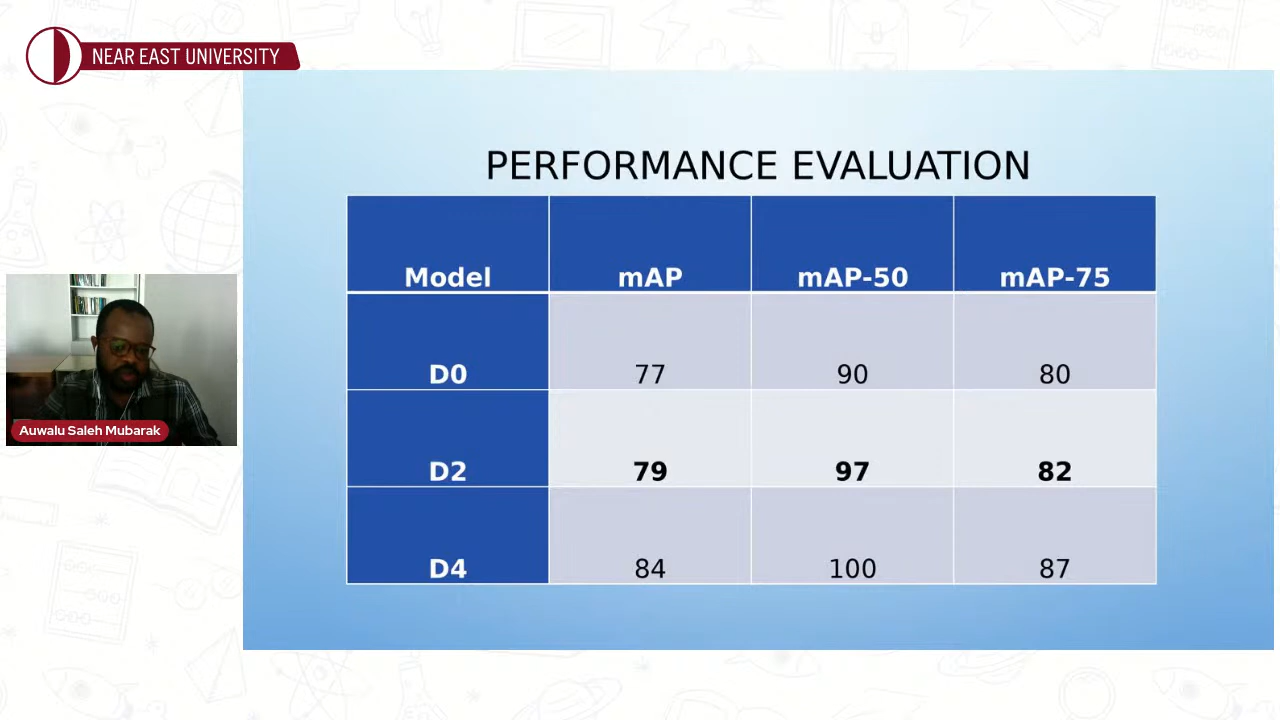 NEAR EAST UNIVERSITY
PERFORMANCE EVALUATION
Model mAP mAP-50 mAP-75
D0 77 90 80
D2 79 97 82
D4 84 100 87
Auwalu Saleh Mubarak